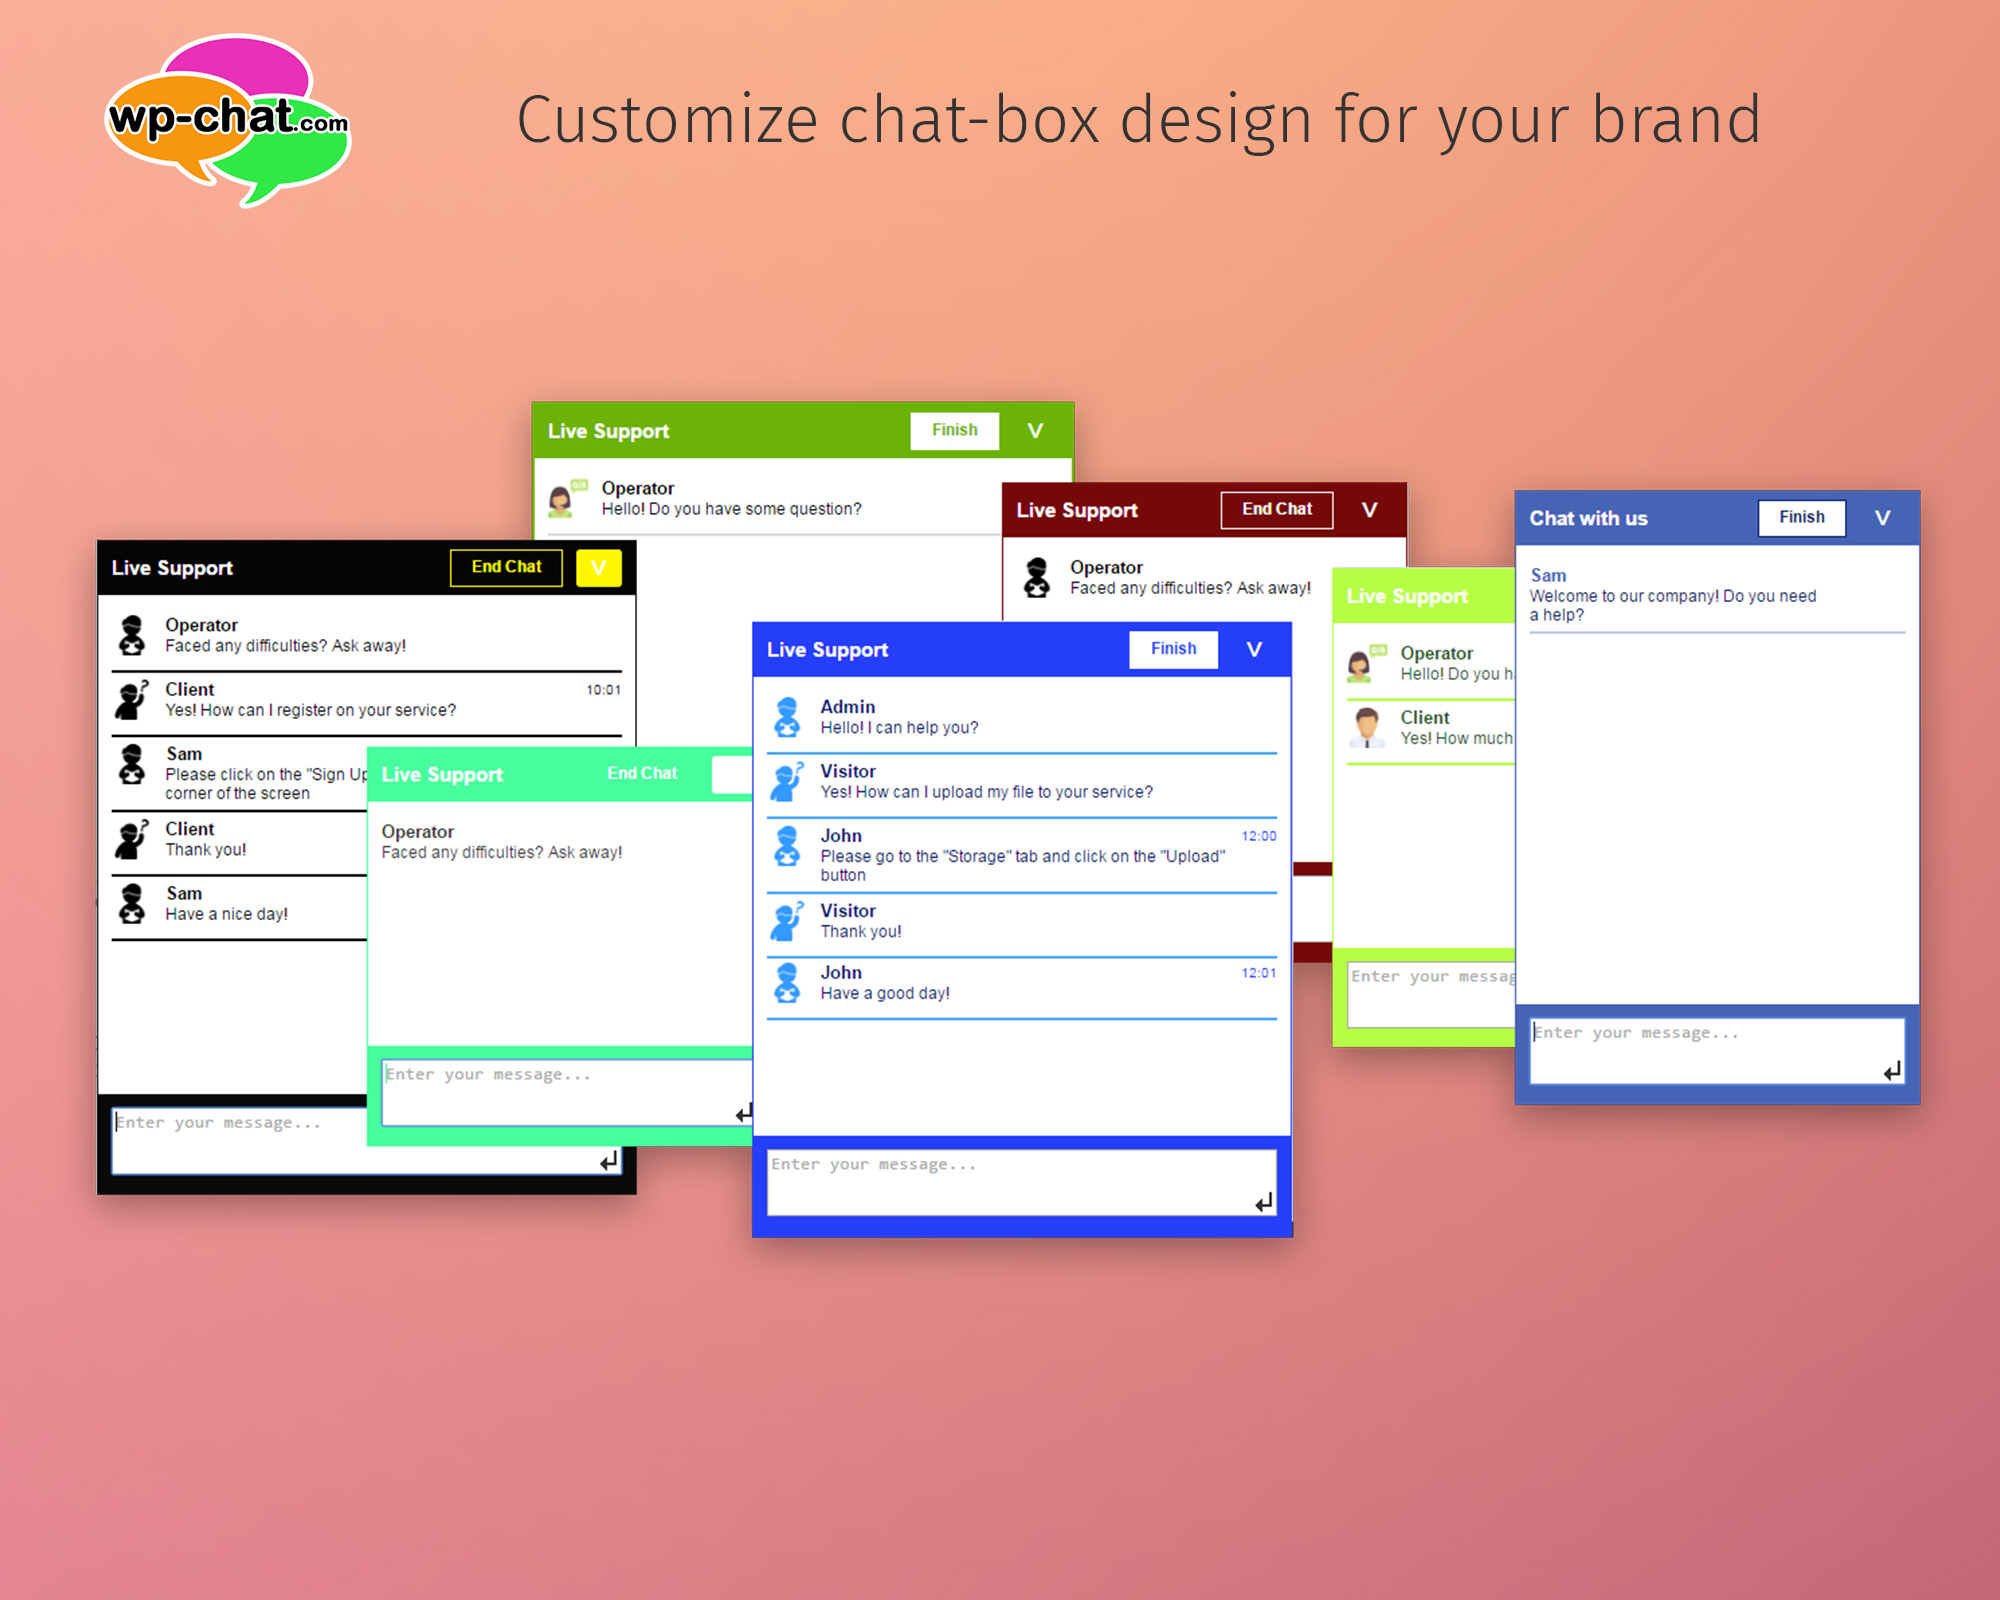 wp-chat.com
Customize chat-box design for your brand
Live Support
Finish
V
Operator
Hello! Do you have some question?
Live Support
End Chat
V
Operator
Faced any difficulties? Ask away!
Chat with us
Finish
V
Sam
Welcome to our company! Do you need
a help?
Enter your message...
Live Support
End Chat
V
Operator
Faced any difficulties? Ask away!
Client
10:01
Yes! How can I register on your service?
Sam
Please click on the "Sign Up
corner of the screen
Client
Thank you!
Sam
Have a nice day!
Enter your message...
Live Support
Operator
Hello! Do you h
Client
Yes! How much
Enter your messag
Live Support
End Chat
Operator
Faced any difficulties? Ask away!
Enter your message...
Live Support
Finish
V
Admin
Hello! I can help you?
Visitor
Yes! How can I upload my file to your service?
John
12:00
Please go to the "Storage" tab and click on the "Upload"
button
Visitor
Thank you!
John
12:01
Have a good day!
Enter your message...